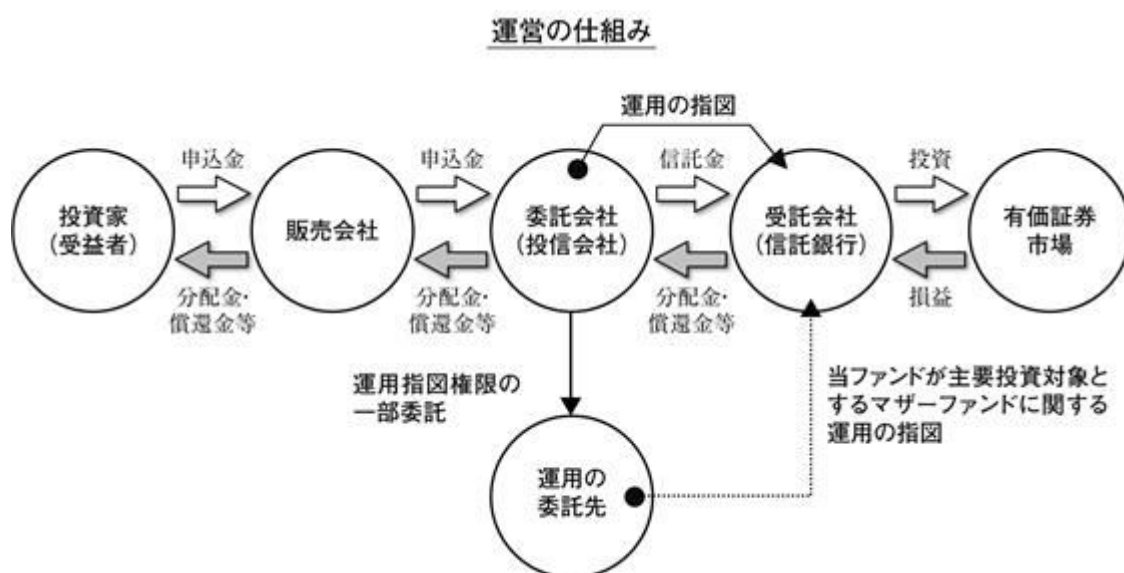 運営の仕組み
運用の指図
申込金
申込金
信託金
投資
投資家
（受益者）
販売会社
委託会社
（投信会社）
受託会社
（信託銀行）
有価証券
市場
分配金・
償還金等
分配金・
償還金等
分配金・
償還金等
損益
運用指図権限の
一部委託
当ファンドが主要投資対象と
するマザーファンドに関する
運用の指図
運用の
委託先